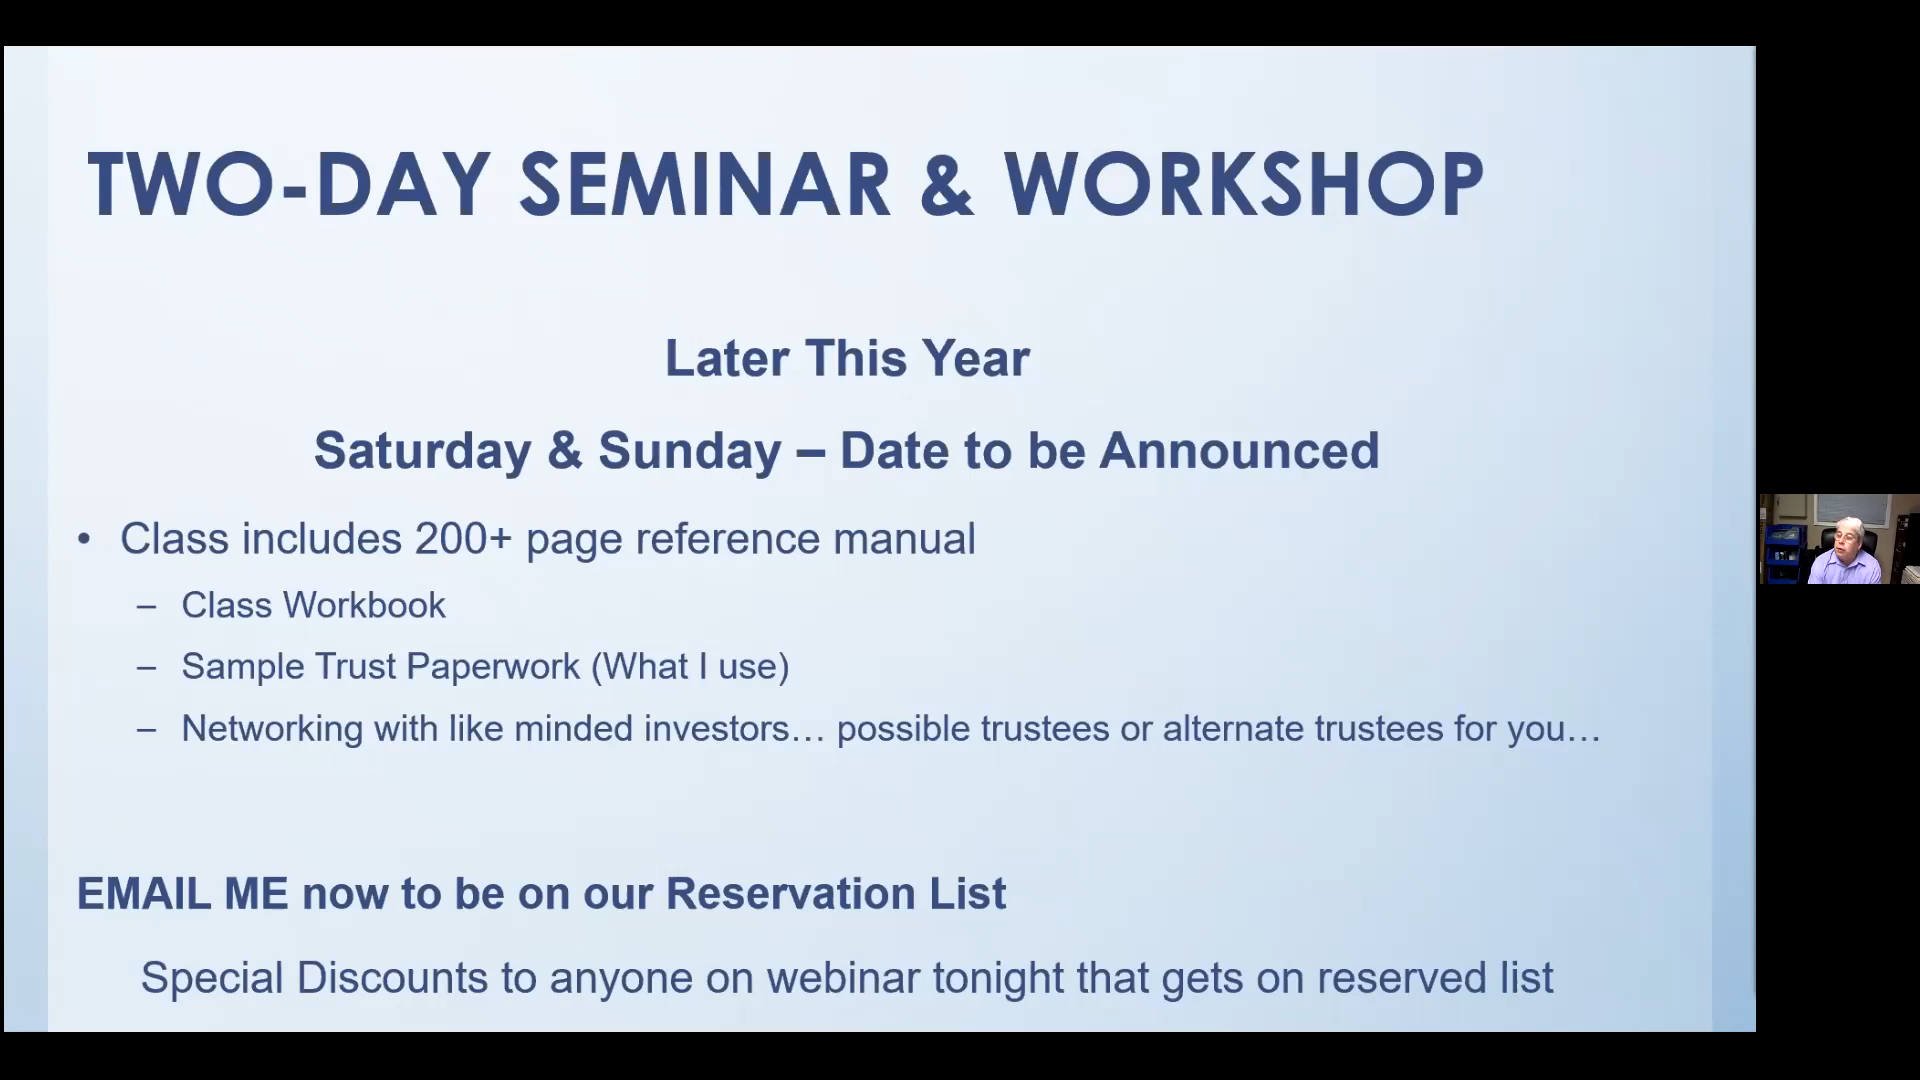 TWO-DAY SEMINAR & WORKSHOP
Later This Year
Saturday & Sunday – Date to be Announced
• Class includes 200+ page reference manual
– Class Workbook
– Sample Trust Paperwork (What I use)
– Networking with like minded investors… possible trustees or alternate trustees for you…
EMAIL ME now to be on our Reservation List
Special Discounts to anyone on webinar tonight that gets on reserved list